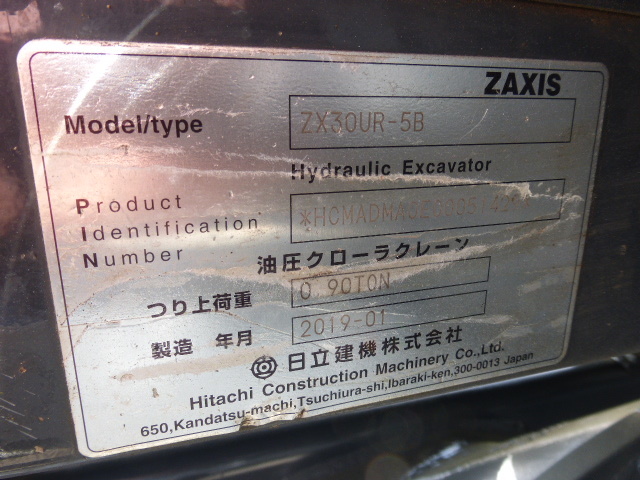 ZAXIS
Model/type ZX30UR-5B
Hydraulic Excavator
Product
Identification
Number
PIN
油圧クローラクレーン
つり上荷重 0.90TON
製造 年月 2019-01
日立建機株式会社
Hitachi Construction Machinery Co.,Ltd.
650,Kandatsu-machi,Tsuchiura-shi,Ibaraki-ken,300-0013 Japan